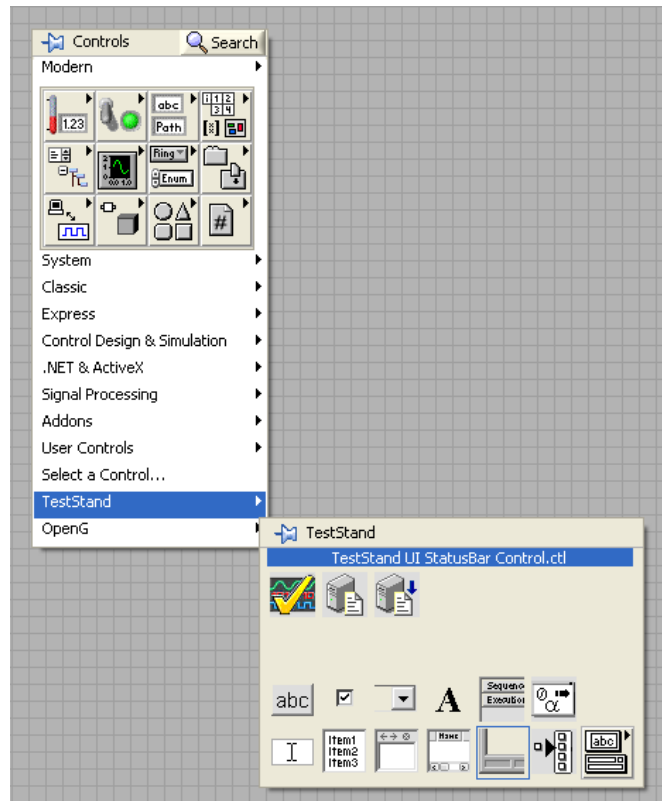 Controls Search
Modern
1.23
abc
Path
1 2
3 4
Ring
Enum
#
System
Classic
Express
Control Design & Simulation
.NET & ActiveX
Signal Processing
Addons
User Controls
Select a Control...
TestStand
OpenG
TestStand
TestStand UI StatusBar Control.ctl
abc
A
Sequenc
Execution
α
Item1
Item2
Item3
abc